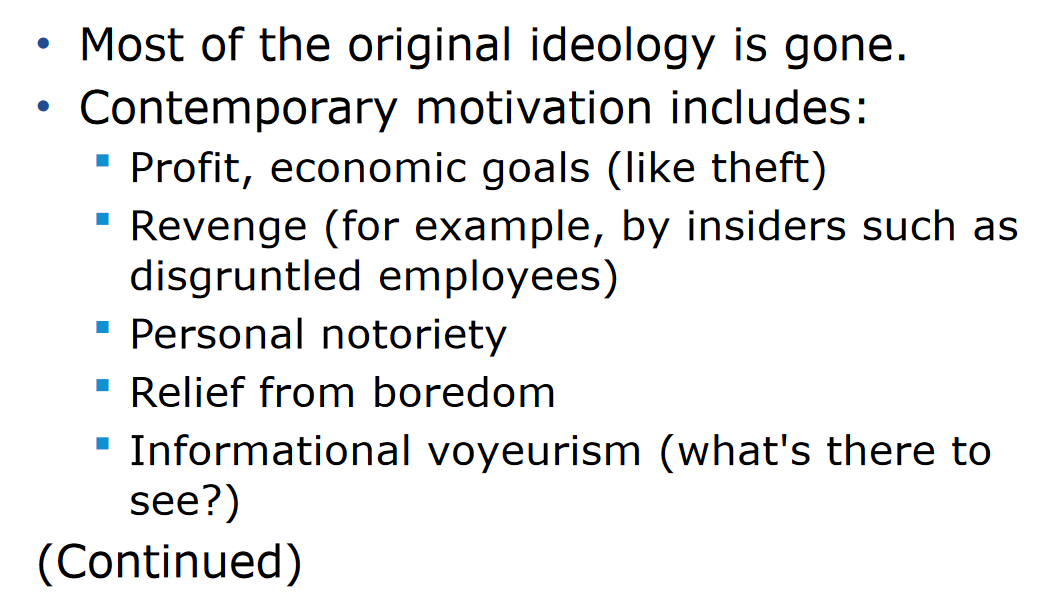 • Most of the original ideology is gone.
• Contemporary motivation includes:
▪ Profit, economic goals (like theft)
▪ Revenge (for example, by insiders such as
disgruntled employees)
▪ Personal notoriety
▪ Relief from boredom
▪ Informational voyeurism (what's there to
see?)
(Continued)